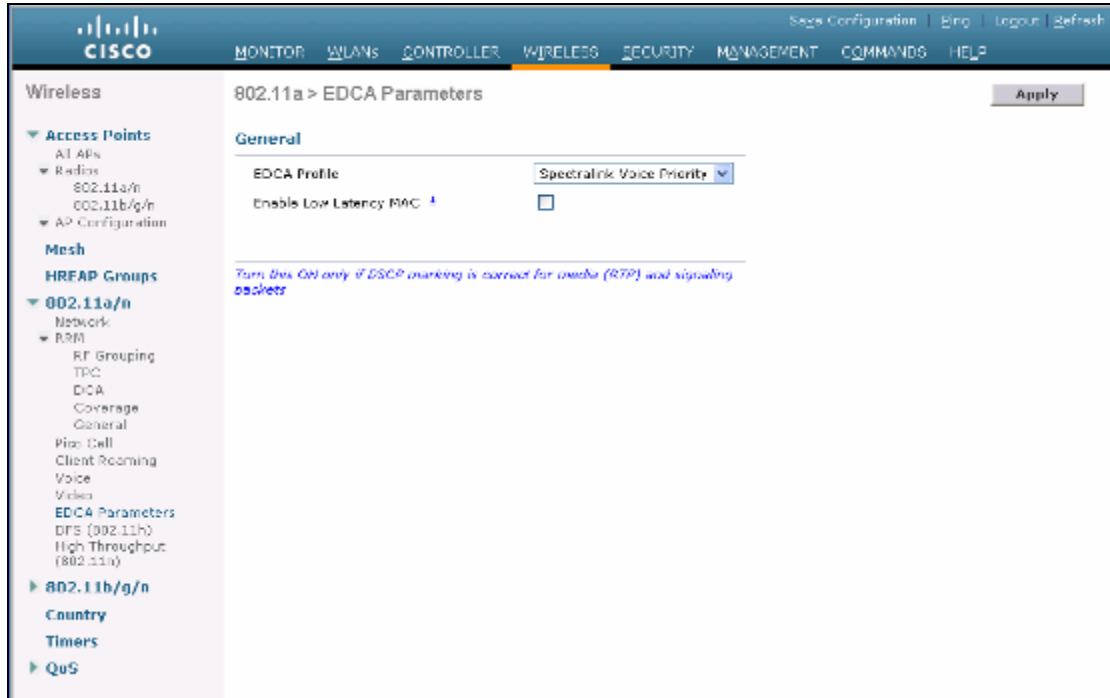 Save Configuration | Ping | Logout | Refresh
CISCO
MONITOR WLANs CONTROLLER WIRELESS SECURITY MANAGEMENT COMMANDS HELP
Wireless
Access Points
All APs
Radios
802.11a/n
802.11b/g/n
AP Configuration
Mesh
HREAP Groups
802.11a/n
Network
RRM
RF Grouping
TPC
DCA
Coverage
General
Pico Cell
Client Roaming
Voice
Video
EDCA Parameters
DFS (802.11h)
High Throughput
(802.11n)
802.11b/g/n
Country
Timers
QoS
802.11a > EDCA Parameters
Apply
General
EDCA Profile
Spectralink Voice Priority
Enable Low Latency MAC 1
Turn this ON only if DSCP marking is correct for media (RTP) and signaling
packets